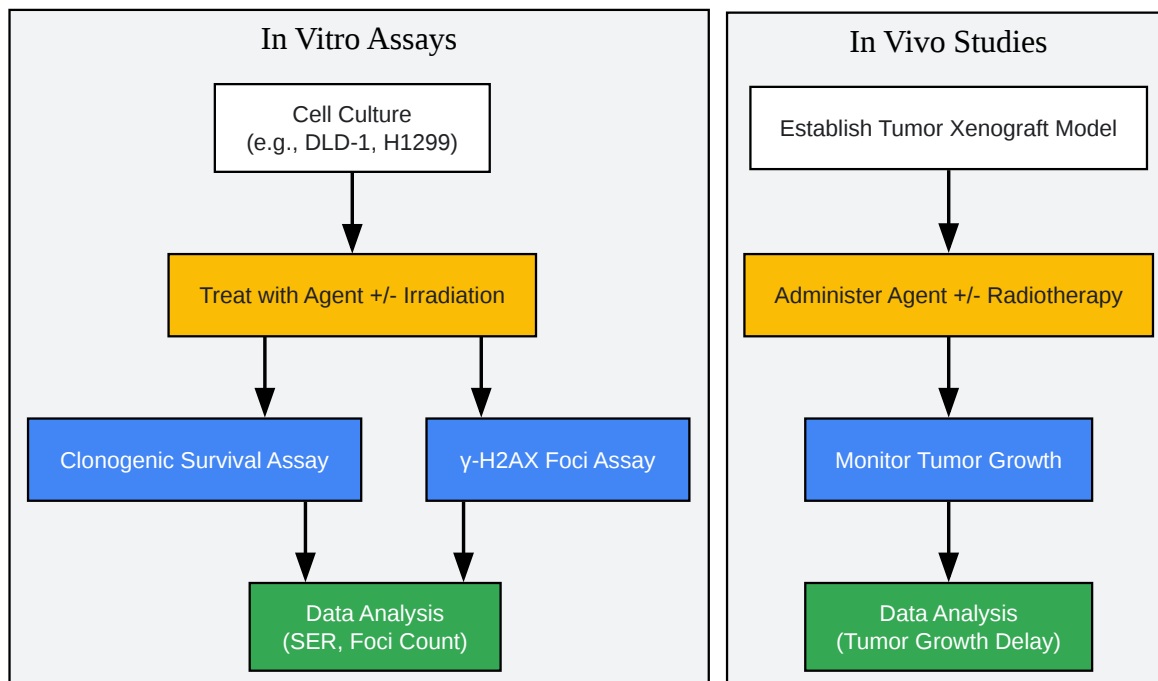 In Vitro Assays
Cell Culture
(e.g., DLD-1, H1299)
Treat with Agent +/- Irradiation
Clonogenic Survival Assay
γ-H2AX Foci Assay
Data Analysis
(SER, Foci Count)
In Vivo Studies
Establish Tumor Xenograft Model
Administer Agent +/- Radiotherapy
Monitor Tumor Growth
Data Analysis
(Tumor Growth Delay)